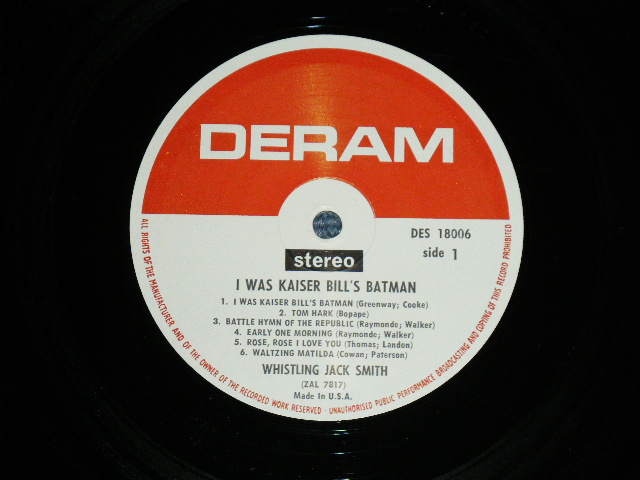 DERAM
DES 18006
stereo
side 1
I WAS KAISER BILL'S BATMAN
1. I WAS KAISER BILL'S BATMAN (Greenway; Cooke)
2. TOM HARK (Bopape)
3. BATTLE HYMN OF THE REPUBLIC (Raymonde; Walker)
4. EARLY ONE MORNING (Raymonde; Walker)
5. ROSE, ROSE I LOVE YOU (Thomas; Landon)
6. WALTZING MATILDA (Cowan; Paterson)
WHISTLING JACK SMITH
(ZAL 7817)
Made In U.S.A.
ALL RIGHTS OF THE MANUFACTURER AND OF THE OWNER OF THE RECORDED WORK RESERVED · UNAUTHORISED PUBLIC PERFORMANCE BROADCASTING AND COPYING OF THIS RECORD PROHIBITED